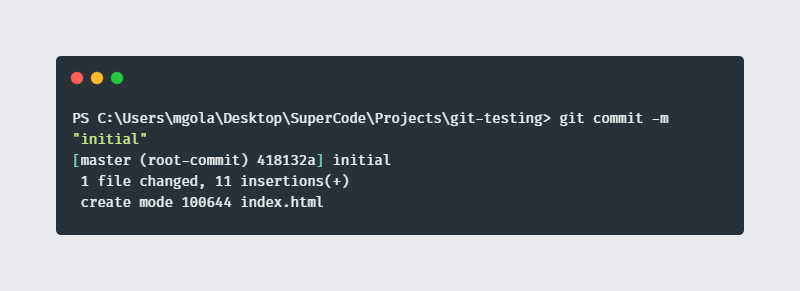 PS C:\Users\mgola\Desktop\SuperCode\Projects\git-testing> git commit -m
"initial"
[master (root-commit) 418132a] initial
 1 file changed, 11 insertions(+)
 create mode 100644 index.html